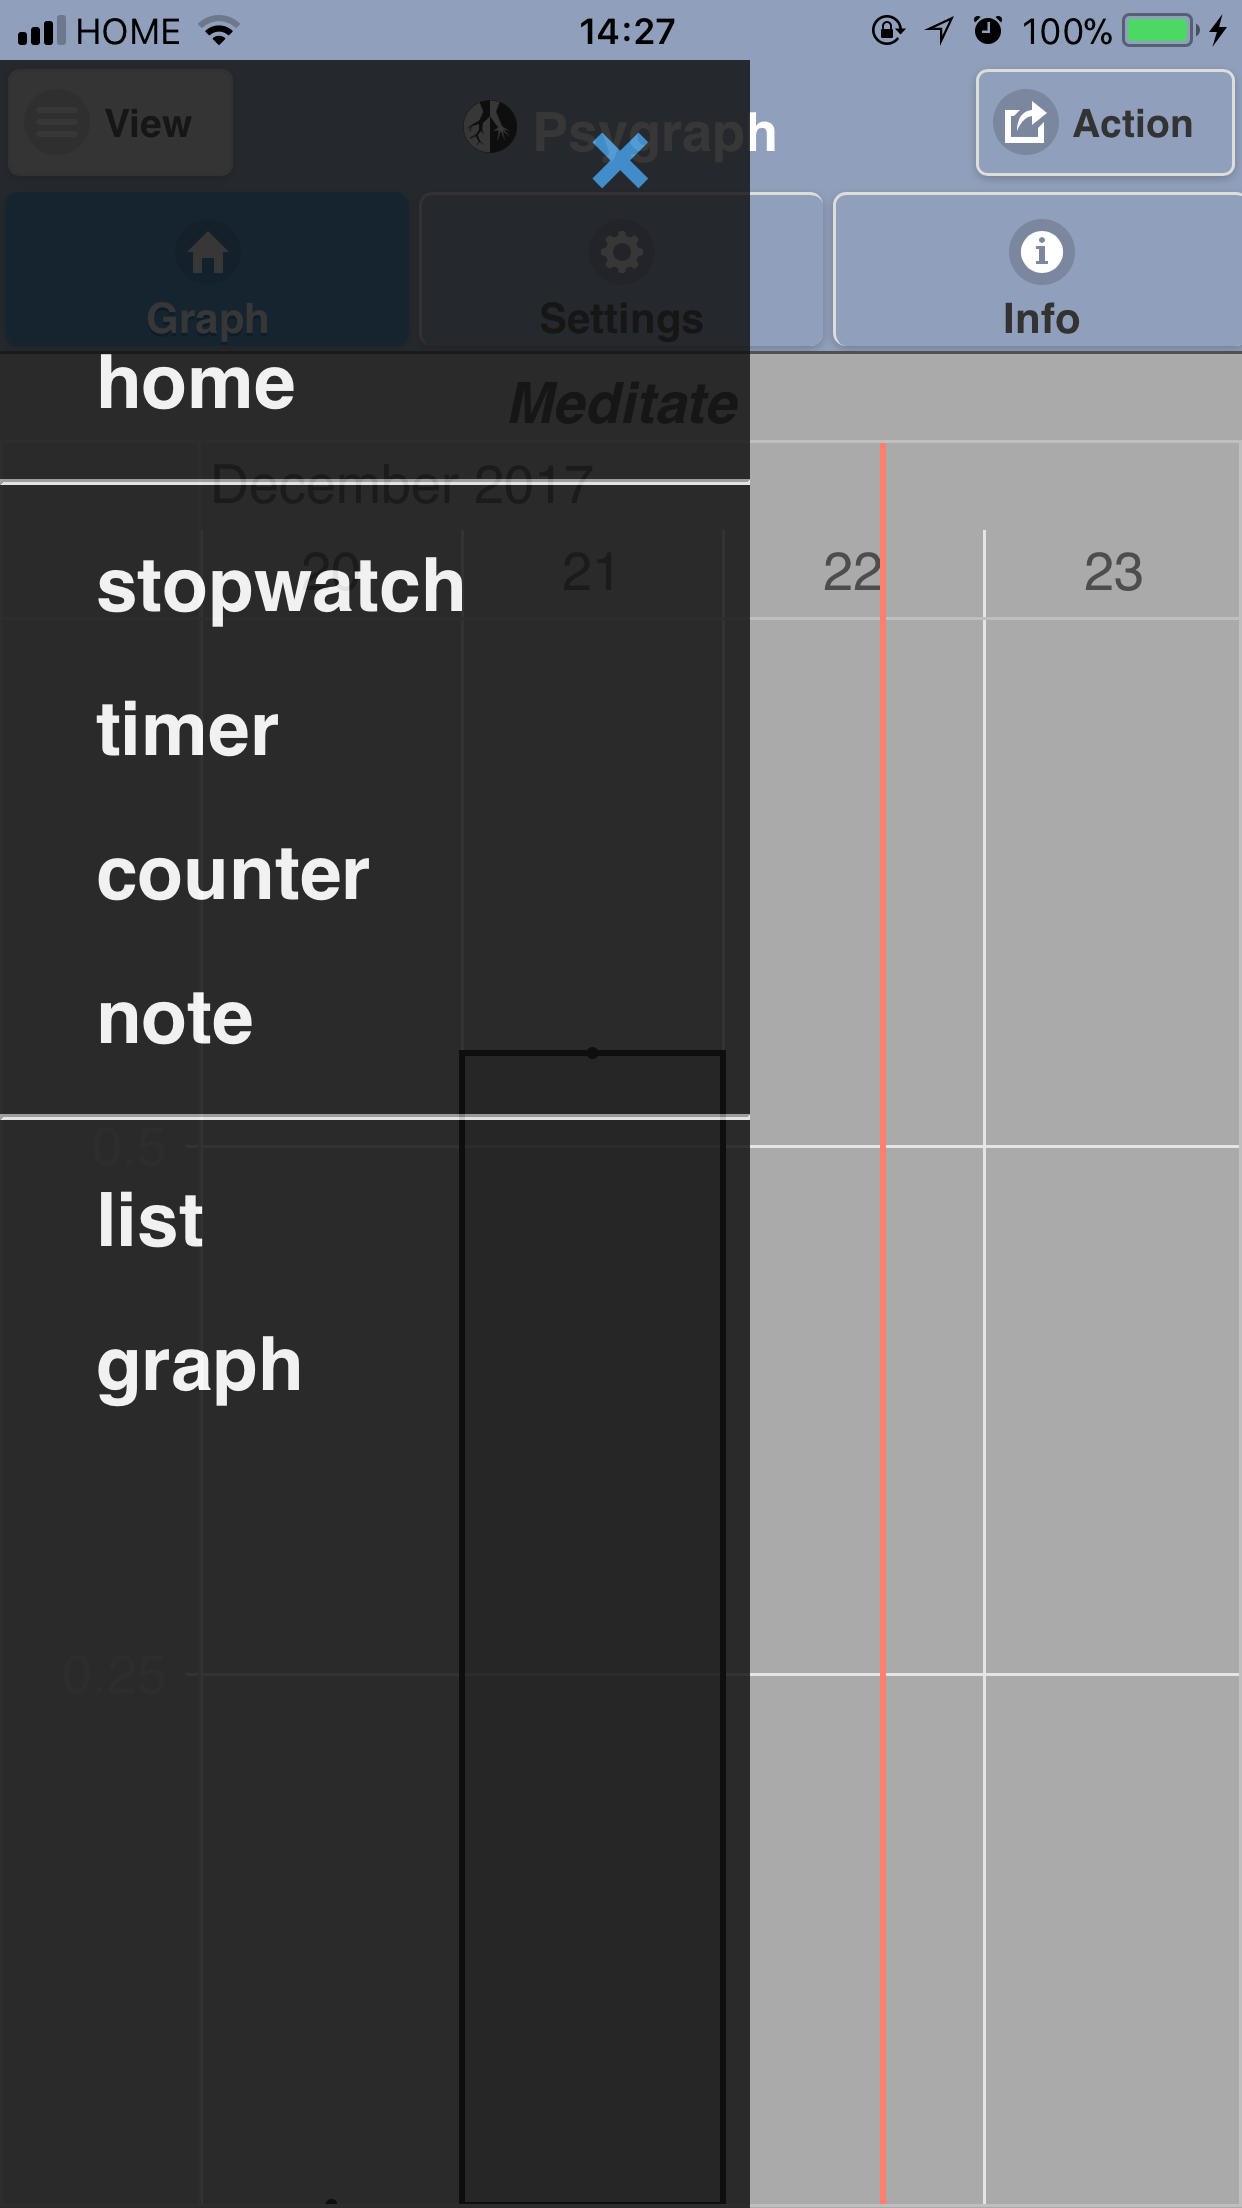 HOME 14:27 100%
View Psygraph Action
Graph Settings Info
home
Meditate
December 2017
stopwatch
20 21 22 23
timer
counter
note
0.5
list
graph
0.25